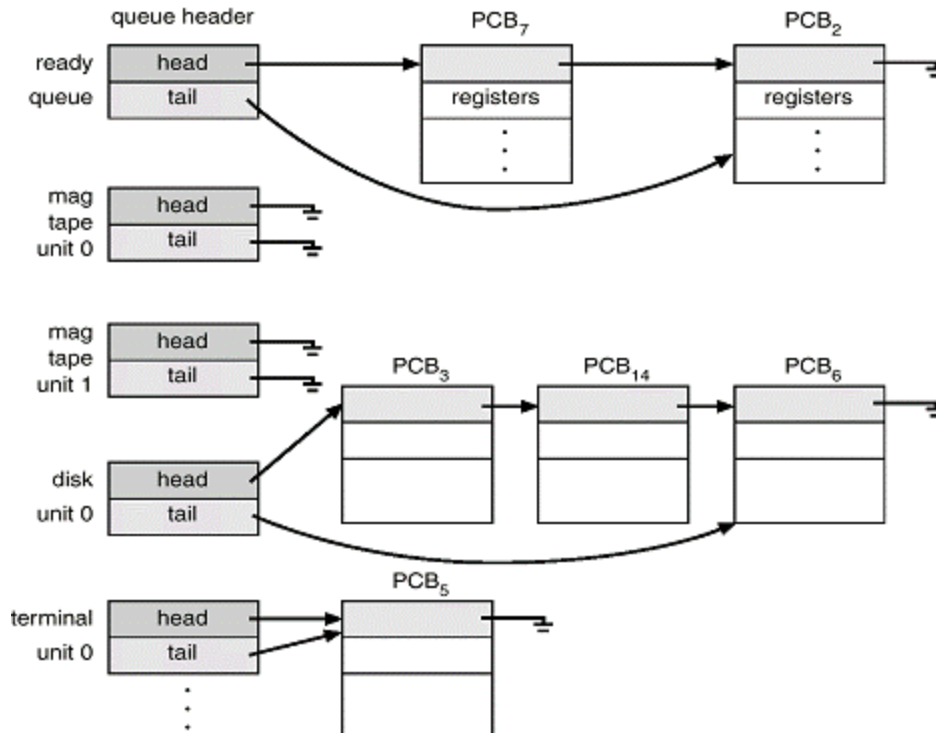 queue header
PCB7
PCB2
ready
queue
head
tail
registers
registers
mag
tape
unit 0
head
tail
mag
tape
unit 1
head
tail
PCB3
PCB14
PCB6
disk
unit 0
head
tail
PCB5
terminal
unit 0
head
tail